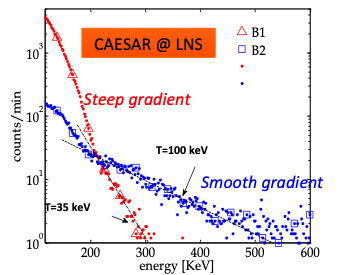 CAESAR @ LNS
B1
B2
Steep gradient
T=100 keV
Smooth gradient
T=35 keV
counts/min
10³
10²
10¹
10⁰
200 300 400 500 600
energy [KeV]